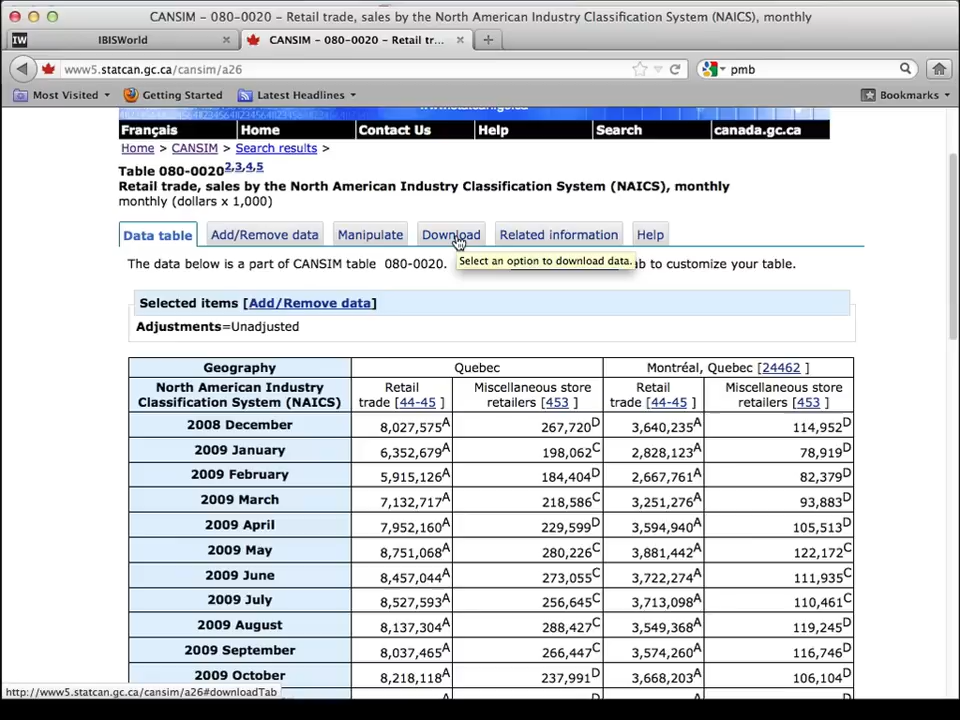 CANSIM - 080-0020 - Retail trade, sales by the North American Industry Classification System (NAICS), monthly
IW IBISWorld × CANSIM - 080-0020 - Retail tr... × +
www5.statcan.gc.ca/cansim/a26 pmb
Most Visited Getting Started Latest Headlines Bookmarks
Français Home Contact Us Help Search canada.gc.ca
Home > CANSIM > Search results >
Table 080-0020 2,3,4,5
Retail trade, sales by the North American Industry Classification System (NAICS), monthly
monthly (dollars x 1,000)
Data table Add/Remove data Manipulate Download Related information Help
Select an option to download data.
The data below is a part of CANSIM table 080-0020. ab to customize your table.
Selected items [Add/Remove data]
Adjustments=Unadjusted
Geography Quebec Montréal, Quebec [24462 ]
North American Industry Classification System (NAICS) Retail trade [44-45 ] Miscellaneous store retailers [453 ] Retail trade [44-45 ] Miscellaneous store retailers [453 ]
2008 December 8,027,575A 267,720D 3,640,235A 114,952D
2009 January 6,352,679A 198,062C 2,828,123A 78,919D
2009 February 5,915,126A 184,404D 2,667,761A 82,379D
2009 March 7,132,717A 218,586C 3,251,276A 93,883D
2009 April 7,952,160A 229,599D 3,594,940A 105,513D
2009 May 8,751,068A 280,226C 3,881,442A 122,172C
2009 June 8,457,044A 273,055C 3,722,274A 111,935C
2009 July 8,527,593A 256,645C 3,713,098A 110,461C
2009 August 8,137,304A 288,427C 3,549,368A 119,245D
2009 September 8,037,465A 266,447C 3,574,260A 116,746D
2009 October 8,218,118A 237,991D 3,668,203A 106,104D
http://www5.statcan.gc.ca/cansim/a26#downloadTab